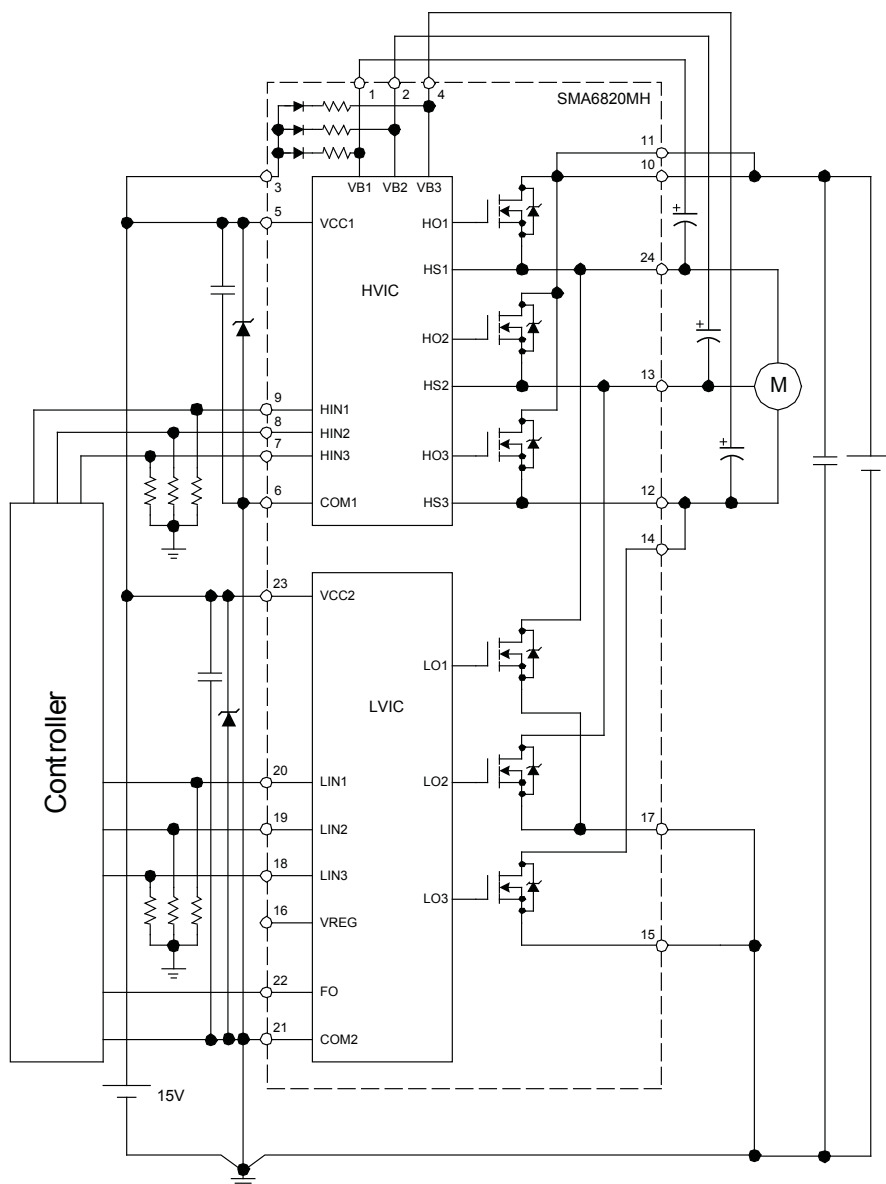 1
2
4
SMA6820MH
11
10
3
VB1
VB2
VB3
5
VCC1
HO1
+
24
HS1
HVIC
+
HO2
13
HS2
M
9
HIN1
8
HIN2
7
HIN3
HO3
+
6
COM1
12
HS3
14
23
VCC2
LO1
Controller
LVIC
20
LIN1
LO2
19
LIN2
17
18
LIN3
LO3
16
VREG
15
22
FO
21
COM2
15V